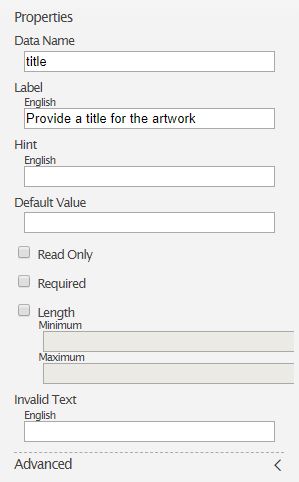 Properties
Data Name
title
Label
English
Provide a title for the artwork
Hint
English
Default Value
Read Only
Required
Length
Minimum
Maximum
Invalid Text
English
Advanced